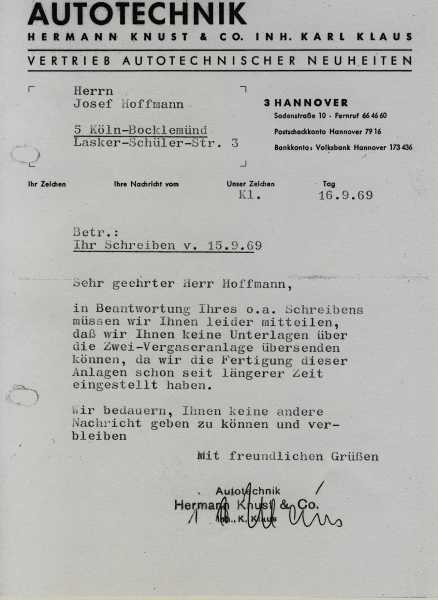 AUTOTECHNIK
HERMANN KNUST & CO. INH. KARL KLAUS
VERTRIEB AUTOTECHNISCHER NEUHEITEN
Herrn
Josef Hoffmann
5 Köln-Bocklemünd
Lasker-Schüler-Str. 3
3 HANNOVER
Sodenstraße 10 - Fernruf 66 46 60
Postscheckkonto Hannover 79 16
Bankkonto: Volksbank Hannover 173 436
Ihr Zeichen Ihre Nachricht vom Unser Zeichen Tag
Kl. 16.9.69
Betr.:
Ihr Schreiben v. 15.9.69
Sehr geehrter Herr Hoffmann,
in Beantwortung Ihres o.a. Schreibens
müssen wir Ihnen leider mitteilen,
daß wir Ihnen keine Unterlagen über
die Zwei-Vergaseranlage übersenden
können, da wir die Fertigung dieser
Anlagen schon seit längerer Zeit
eingestellt haben.
Wir bedauern, Ihnen keine andere
Nachricht geben zu können und ver-
bleiben
Mit freundlichen Grüßen
Autotechnik
Hermann Knust & Co.
Inh. K. Klaus